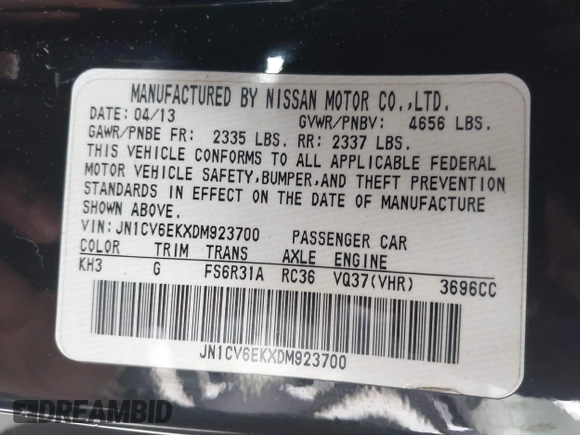 MANUFACTURED BY NISSAN MOTOR CO.,LTD.
DATE: 04/13 GVWR/PNBV: 4656 LBS.
GAWR/PNBE FR: 2335 LBS. RR: 2337 LBS.
THIS VEHICLE CONFORMS TO ALL APPLICABLE FEDERAL
MOTOR VEHICLE SAFETY,BUMPER,AND THEFT PREVENTION
STANDARDS IN EFFECT ON THE DATE OF MANUFACTURE
SHOWN ABOVE.
VIN:JN1CV6EKXDM923700 PASSENGER CAR
COLOR TRIM TRANS AXLE ENGINE
KH3 G FS6R31A RC36 VQ37(VHR) 3696CC
JN1CV6EKXDM923700
DREAMBID